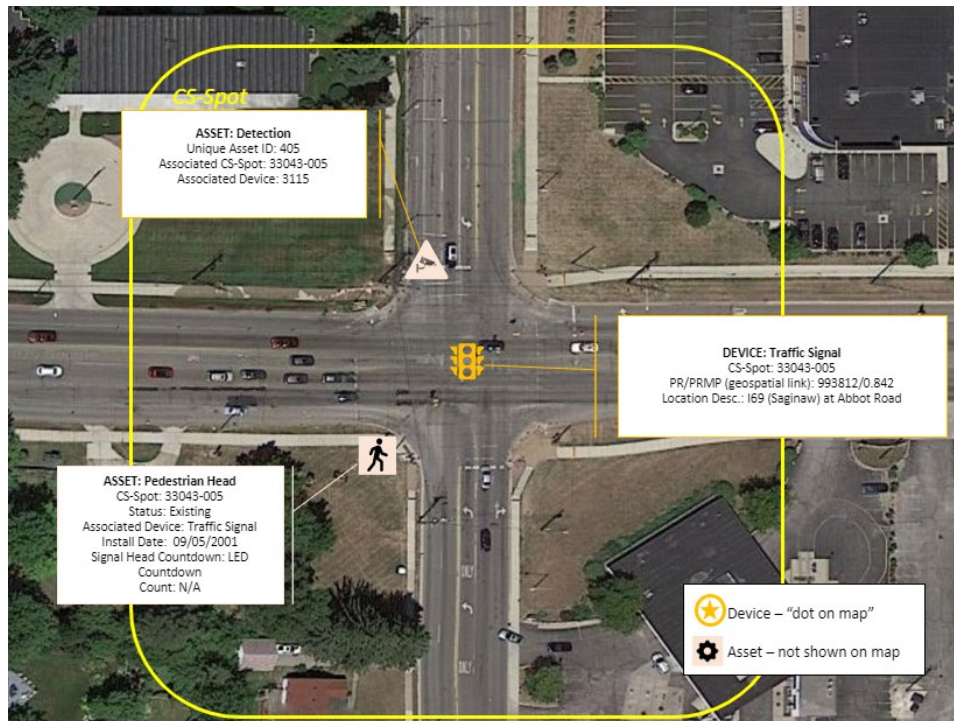 CS-Spot
ASSET: Detection
Unique Asset ID: 405
Associated CS-Spot: 33043-005
Associated Device: 3115
DEVICE: Traffic Signal
CS-Spot: 33043-005
PR/PRMP (geospatial link): 993812/0.842
Location Desc.: I69 (Saginaw) at Abbot Road
ASSET: Pedestrian Head
CS-Spot: 33043-005
Status: Existing
Associated Device: Traffic Signal
Install Date: 09/05/2001
Signal Head Countdown: LED
Countdown
Count: N/A
ONLY
ONLY
Device – “dot on map”
Asset – not shown on map